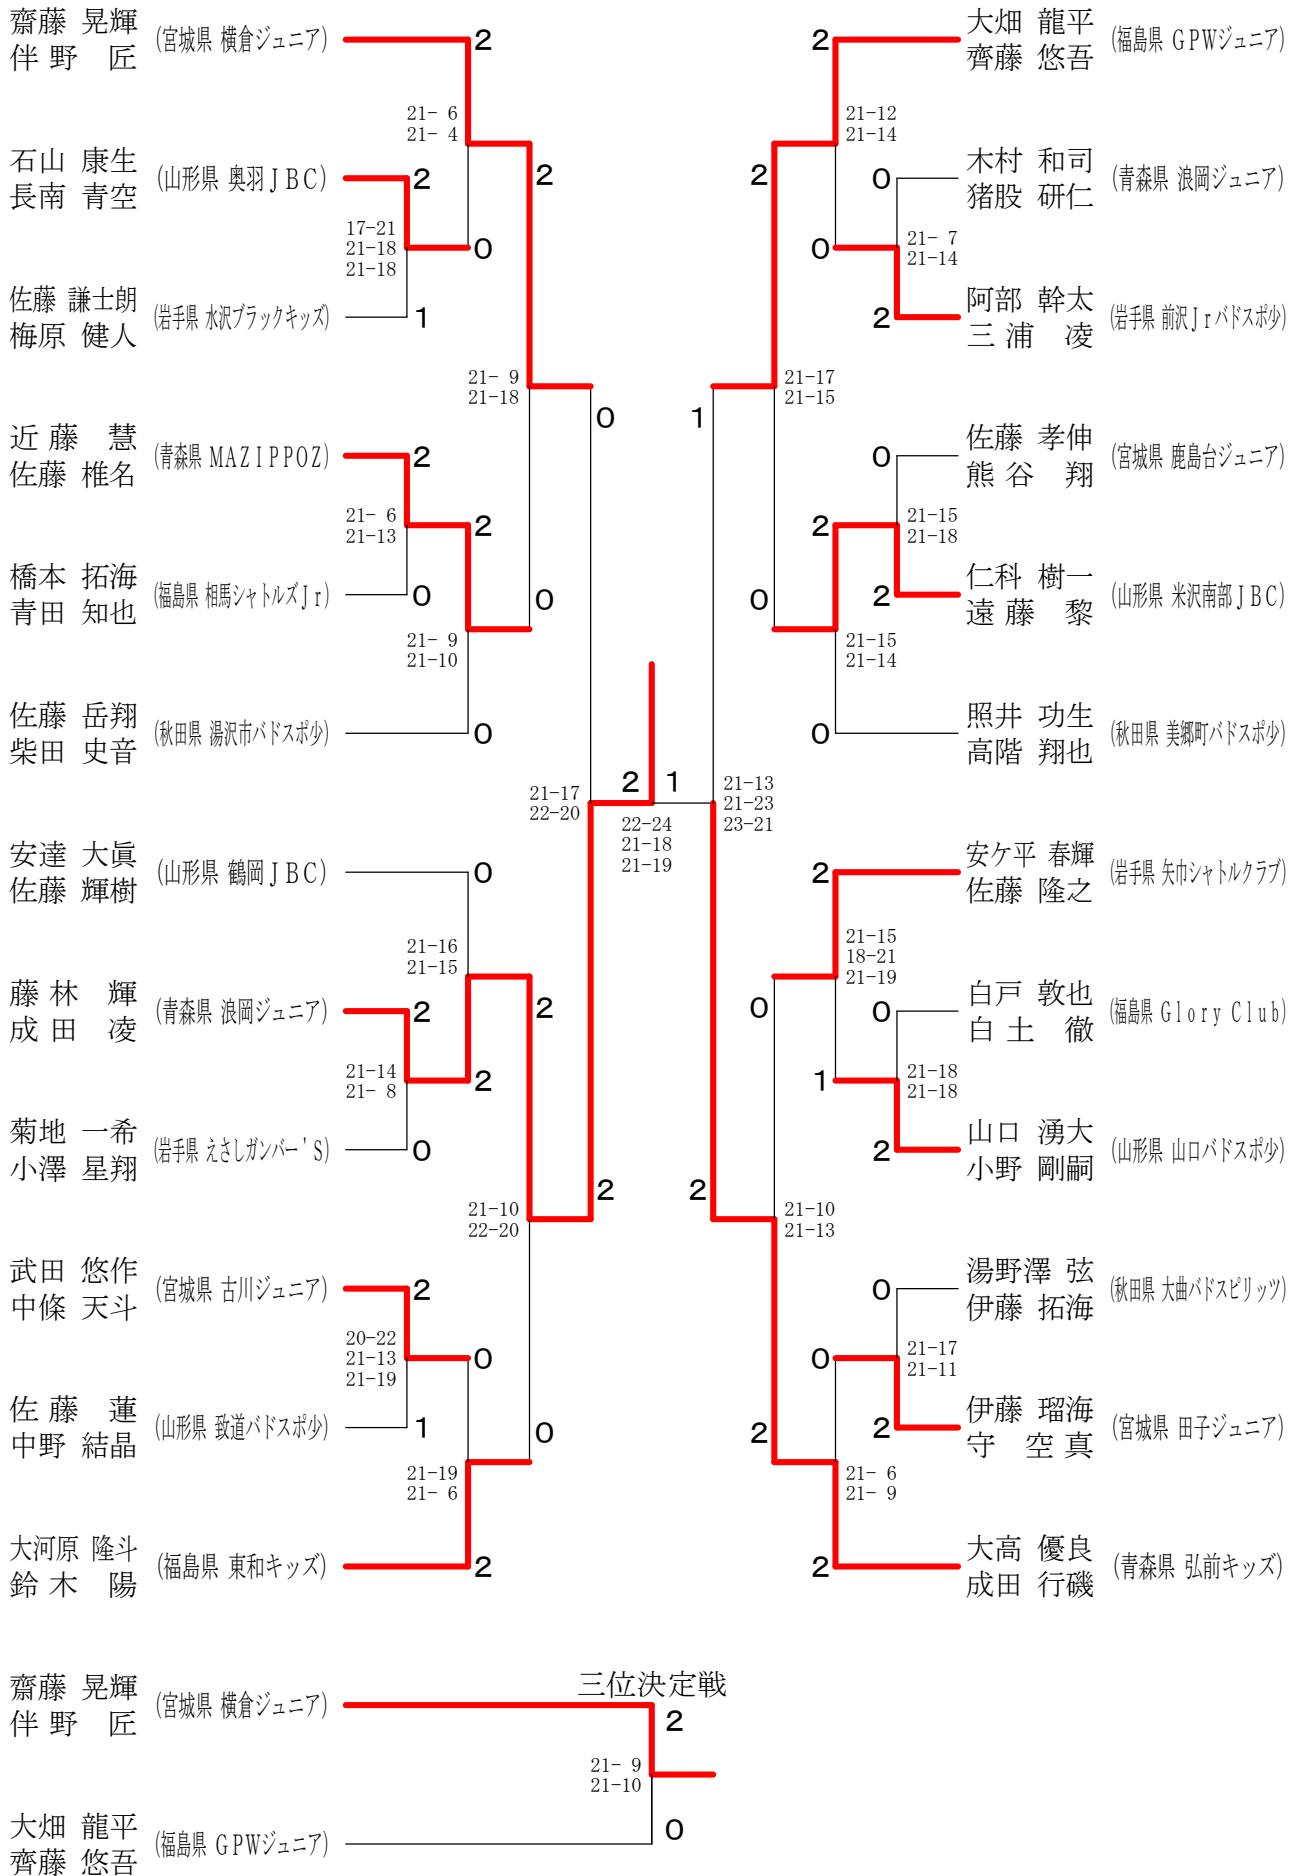 齋藤 晃輝
伴野 匠
(宮城県 横倉ジュニア)
2
21- 6
21- 4
2
石山 康生
長南 青空
(山形県 奥羽JBC)
2
17-21
21-18
21-18
0
佐藤 謙士朗
梅原 健人
(岩手県 水沢ブラックキッズ)
1
21- 9
21-18
0
近藤 慧
佐藤 椎名
(青森県 MAZIPPOZ)
2
21- 6
21-13
2
橋本 拓海
青田 知也
(福島県 相馬シャトルズJr)
0
0
21- 9
21-10
佐藤 岳翔
柴田 史音
(秋田県 湯沢市バドスポ少)
0
21-17
22-20
2
1
22-24
21-18
21-19
安達 大眞
佐藤 輝樹
(山形県 鶴岡JBC)
0
21-16
21-15
藤林 輝
成田 凌
(青森県 浪岡ジュニア)
2
2
21-14
21- 8
2
菊地 一希
小澤 星翔
(岩手県 えさしガンバー'S)
0
21-10
22-20
2
武田 悠作
中條 天斗
(宮城県 古川ジュニア)
2
20-22
21-13
21-19
0
佐藤 蓮
中野 結晶
(山形県 致道バドスポ少)
1
0
21-19
21- 6
大河原 隆斗
鈴木 陽
(福島県 東和キッズ)
2
2
大畑 龍平
齊藤 悠吾
(福島県 GPWジュニア)
21-12
21-14
2
0
木村 和司
猪股 研仁
(青森県 浪岡ジュニア)
0
21- 7
21-14
2
阿部 幹太
三浦 凌
(岩手県 前沢Jrバドスポ少)
1
21-17
21-15
0
佐藤 孝伸
熊谷 翔
(宮城県 鹿島台ジュニア)
2
21-15
21-18
0
2
仁科 樹一
遠藤 黎
(山形県 米沢南部JBC)
21-15
21-14
0
照井 功生
高階 翔也
(秋田県 美郷町バドスポ少)
21-13
21-23
23-21
2
安ケ平 春輝
佐藤 隆之
(岩手県 矢巾シャトルクラブ)
21-15
18-21
21-19
0
0
白戸 敦也
白土 徹
(福島県 Glory Club)
1
21-18
21-18
2
山口 湧大
小野 剛嗣
(山形県 山口バドスポ少)
2
21-10
21-13
0
湯野澤 弦
伊藤 拓海
(秋田県 大曲バドスピリッツ)
0
21-17
21-11
2
2
伊藤 瑠海
守 空真
(宮城県 田子ジュニア)
21- 6
21- 9
2
大高 優良
成田 行磯
(青森県 弘前キッズ)
三位決定戦
齋藤 晃輝
伴野 匠
(宮城県 横倉ジュニア)
2
21- 9
21-10
大畑 龍平
齊藤 悠吾
(福島県 GPWジュニア)
0